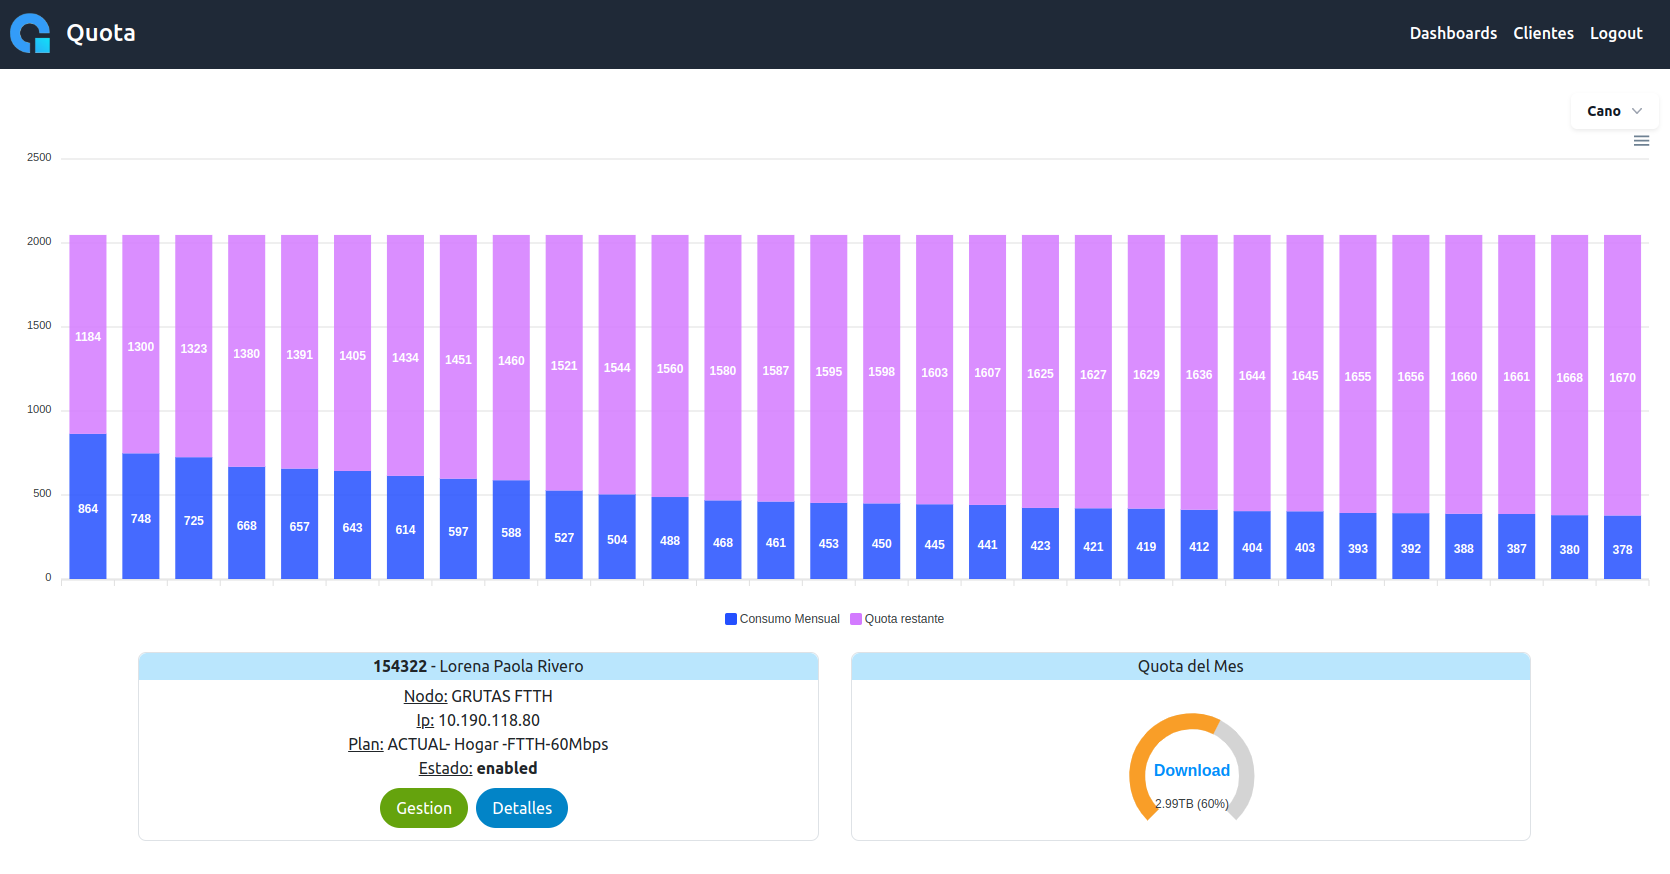 Quota
Dashboards Clientes Logout
Cano
2500
2000
1500
1000
500
0
1184 1300 1323 1380 1391 1405 1434 1451 1460 1521 1544 1560 1580 1587 1595 1598 1603 1607 1625 1627 1629 1636 1644 1645 1655 1656 1660 1661 1668 1670
864 748 725 668 657 643 614 597 588 527 504 488 468 461 453 450 445 441 423 421 419 412 404 403 393 392 388 387 380 378
Consumo Mensual Quota restante
154322 - Lorena Paola Rivero
Nodo: GRUTAS FTTH
Ip: 10.190.118.80
Plan: ACTUAL- Hogar -FTTH-60Mbps
Estado: enabled
Gestion Detalles
Quota del Mes
Download
2.99TB (60%)